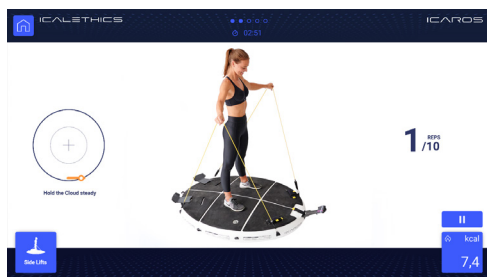 ICALETHICS
02:51
ICAROS
1 REPS
/10
Hold the Cloud steady
Side Lifts
kcal
7,4